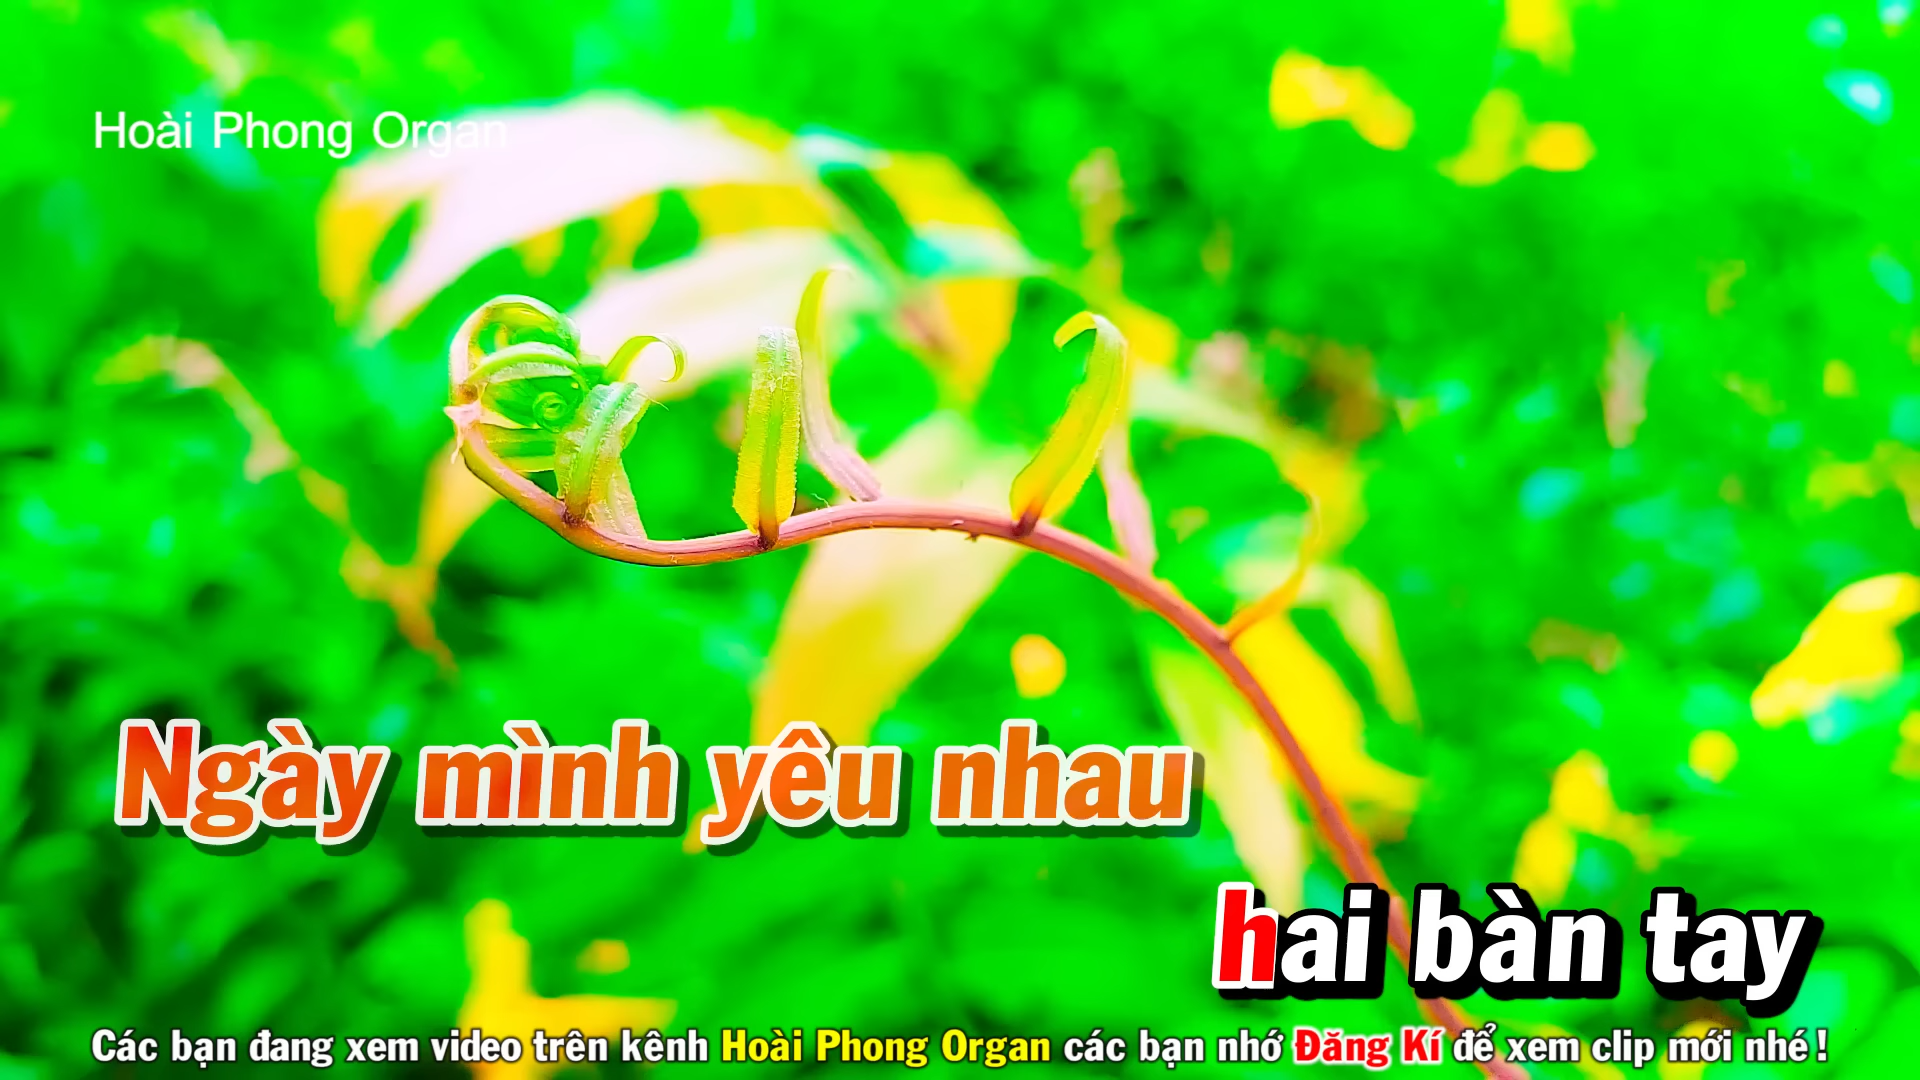 Hoài Phong Organ
Ngày mình yêu nhau
hai bàn tay
Các bạn đang xem video trên kênh Hoài Phong Organ các bạn nhớ Đăng Kí để xem clip mới nhé !